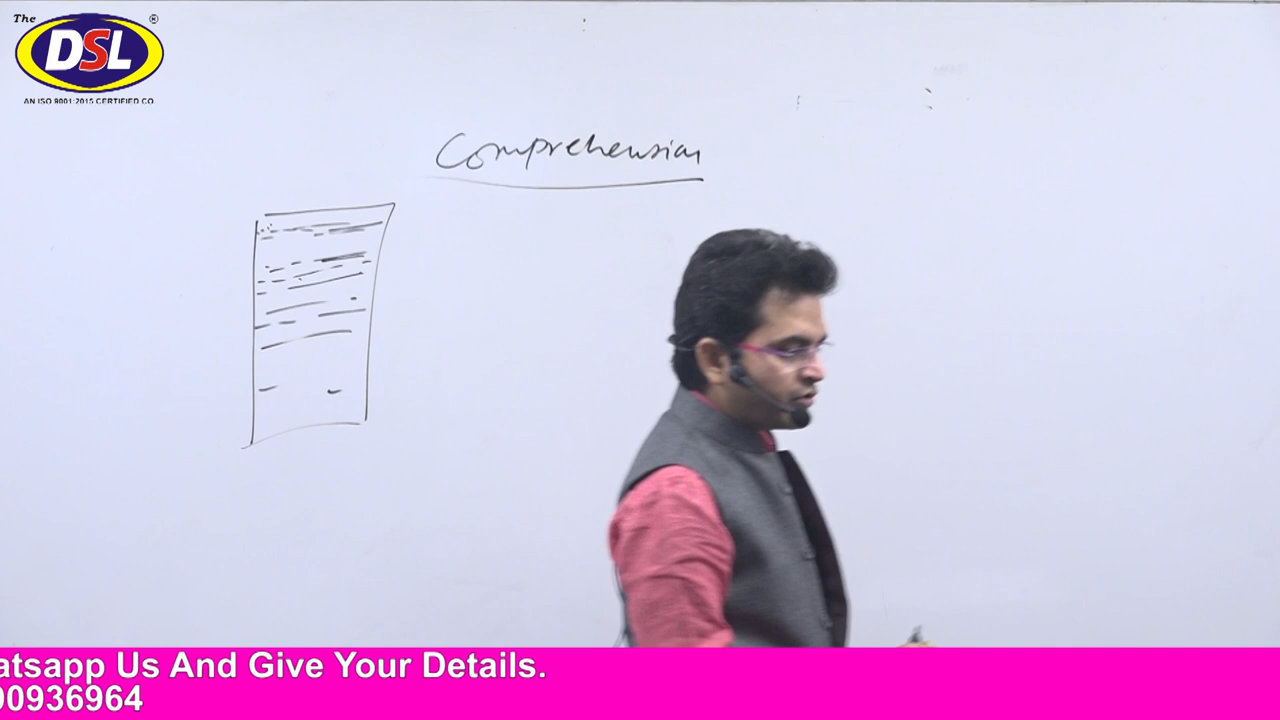 The ®
DSL
AN ISO 9001:2015 CERTIFIED CO.
Comprehension
atsapp Us And Give Your Details.
00936964